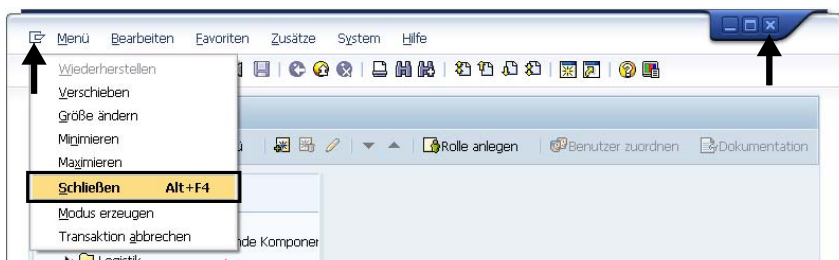 Menü Bearbeiten Favoriten Zusätze System Hilfe
Wiederherstellen
Verschieben
Größe ändern
Minimieren
Maximieren
Rolle anlegen Benutzer zuordnen Dokumentation
Schließen Alt+F4
Modus erzeugen
Transaktion abbrechen
nde Komponer
Logistik